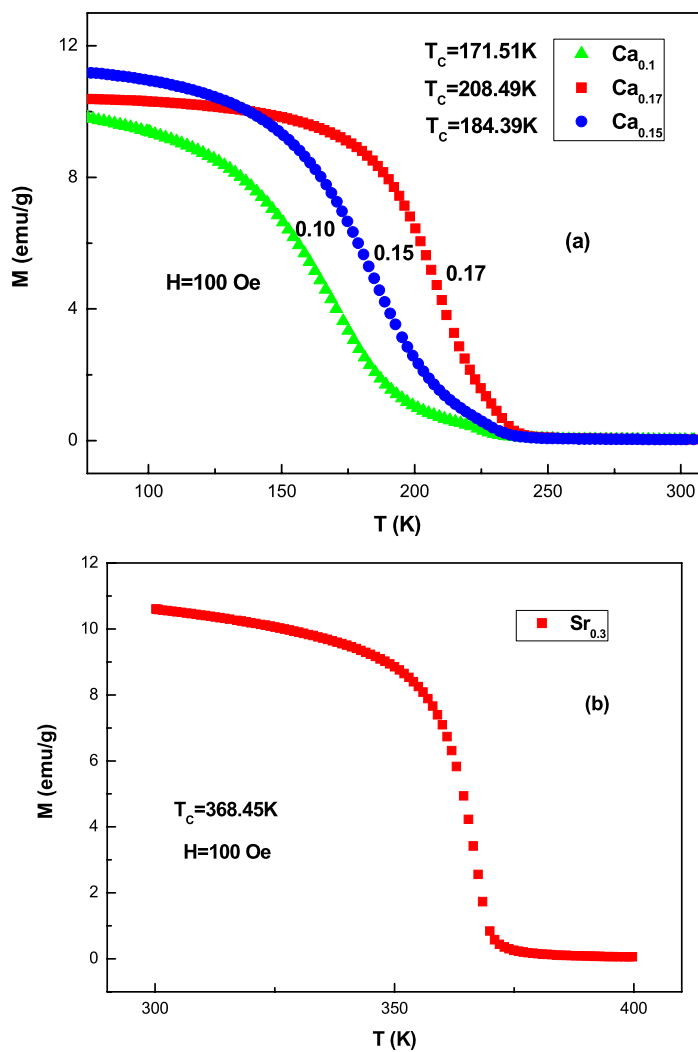 12
8
4
0
M (emu/g)
T_C=171.51K
T_C=208.49K
T_C=184.39K
Ca_0.1
Ca_0.17
Ca_0.15
0.10
0.15
0.17
(a)
H=100 Oe
100
150
200
250
300
T (K)
12
10
8
6
4
2
0
M (emu/g)
Sr_0.3
(b)
T_C=368.45K
H=100 Oe
300
350
400
T (K)